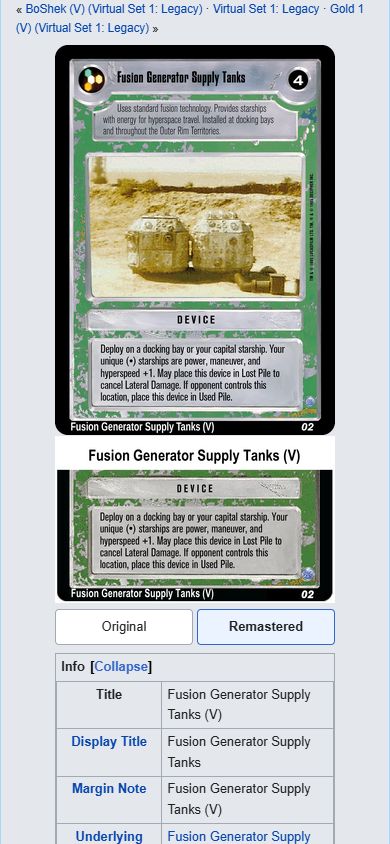 « BoShek (V) (Virtual Set 1: Legacy) · Virtual Set 1: Legacy · Gold 1
(V) (Virtual Set 1: Legacy) »
Fusion Generator Supply Tanks
4
Uses standard fusion technology. Provides starships
with energy for hyperspace travel. Installed at docking bays
and throughout the Outer Rim Territories.
DEVICE
Deploy on a docking bay or your capital starship. Your
unique (•) starships are power, maneuver, and
hyperspeed +1. May place this device in Lost Pile to
cancel Lateral Damage. If opponent controls this
location, place this device in Used Pile.
Fusion Generator Supply Tanks (V)
02
Fusion Generator Supply Tanks (V)
DEVICE
Deploy on a docking bay or your capital starship. Your
unique (•) starships are power, maneuver, and
hyperspeed +1. May place this device in Lost Pile to
cancel Lateral Damage. If opponent controls this
location, place this device in Used Pile.
Fusion Generator Supply Tanks (V)
02
Original
Remastered
Info [Collapse]
Title
Fusion Generator Supply
Tanks (V)
Display Title
Fusion Generator Supply
Tanks
Margin Note
Fusion Generator Supply
Tanks (V)
Underlying
Fusion Generator Supply